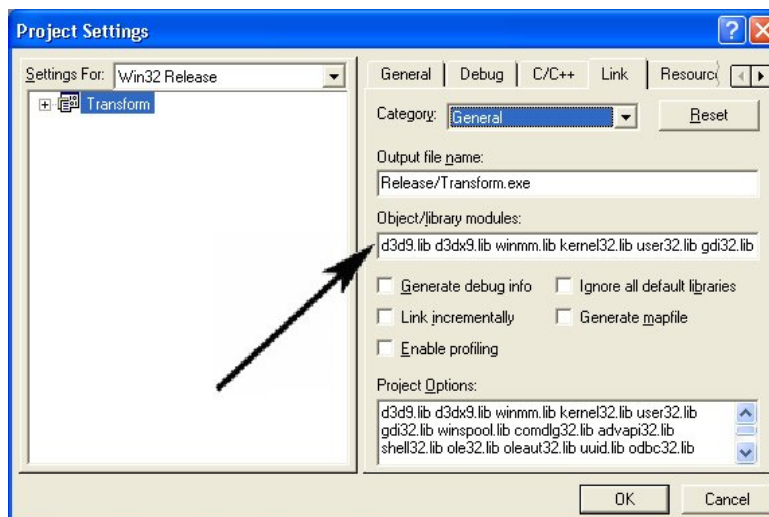 Project Settings
Settings For: Win32 Release
Transform
General Debug C/C++ Link Resourc
Category: General Reset
Output file name:
Release/Transform.exe
Object/library modules:
d3d9.lib d3dx9.lib winmm.lib kernel32.lib user32.lib gdi32.lib
Generate debug info Ignore all default libraries
Link incrementally Generate mapfile
Enable profiling
Project Options:
d3d9.lib d3dx9.lib winmm.lib kernel32.lib user32.lib
gdi32.lib winspool.lib comdlg32.lib advapi32.lib
shell32.lib ole32.lib oleaut32.lib uuid.lib odbc32.lib
OK Cancel